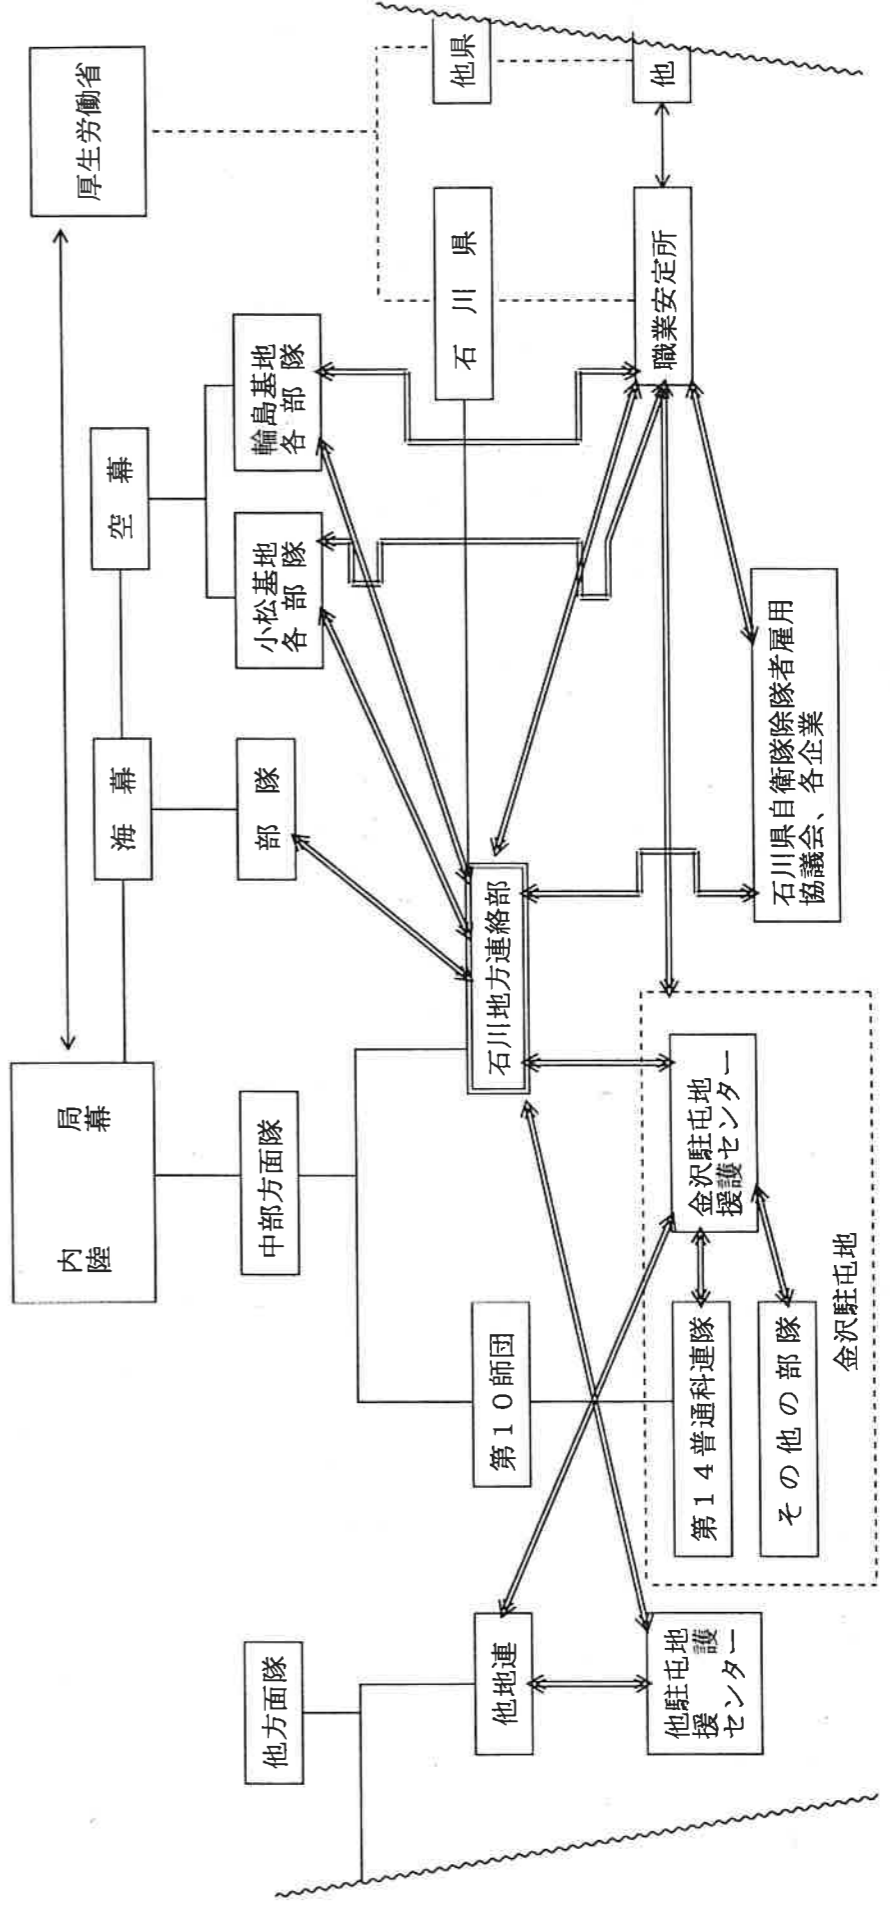 内　　　局
陸　　　幕
海　幕
空　幕
厚生労働省
他方面隊
中部方面隊
部　隊
小松基地
各　部　隊
輪島基地
各　部　隊
他地連
第１０師団
石川地方連絡部
石　川　県
他県
他駐屯地
援　　護
センター
第１４普通科連隊
その他の部隊
金沢駐屯地
援護センター
金沢駐屯地
職業安定所
他
石川県自衛隊除隊者雇用
協議会、各企業